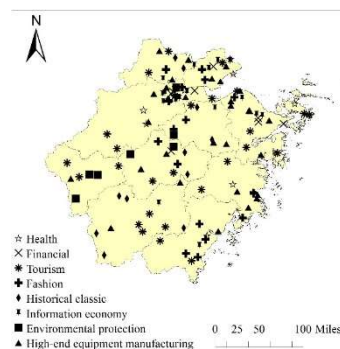 N
Health
Financial
Tourism
Fashion
Historical classic
Information economy
Environmental protection
High-end equipment manufacturing
0 25 50 100 Miles